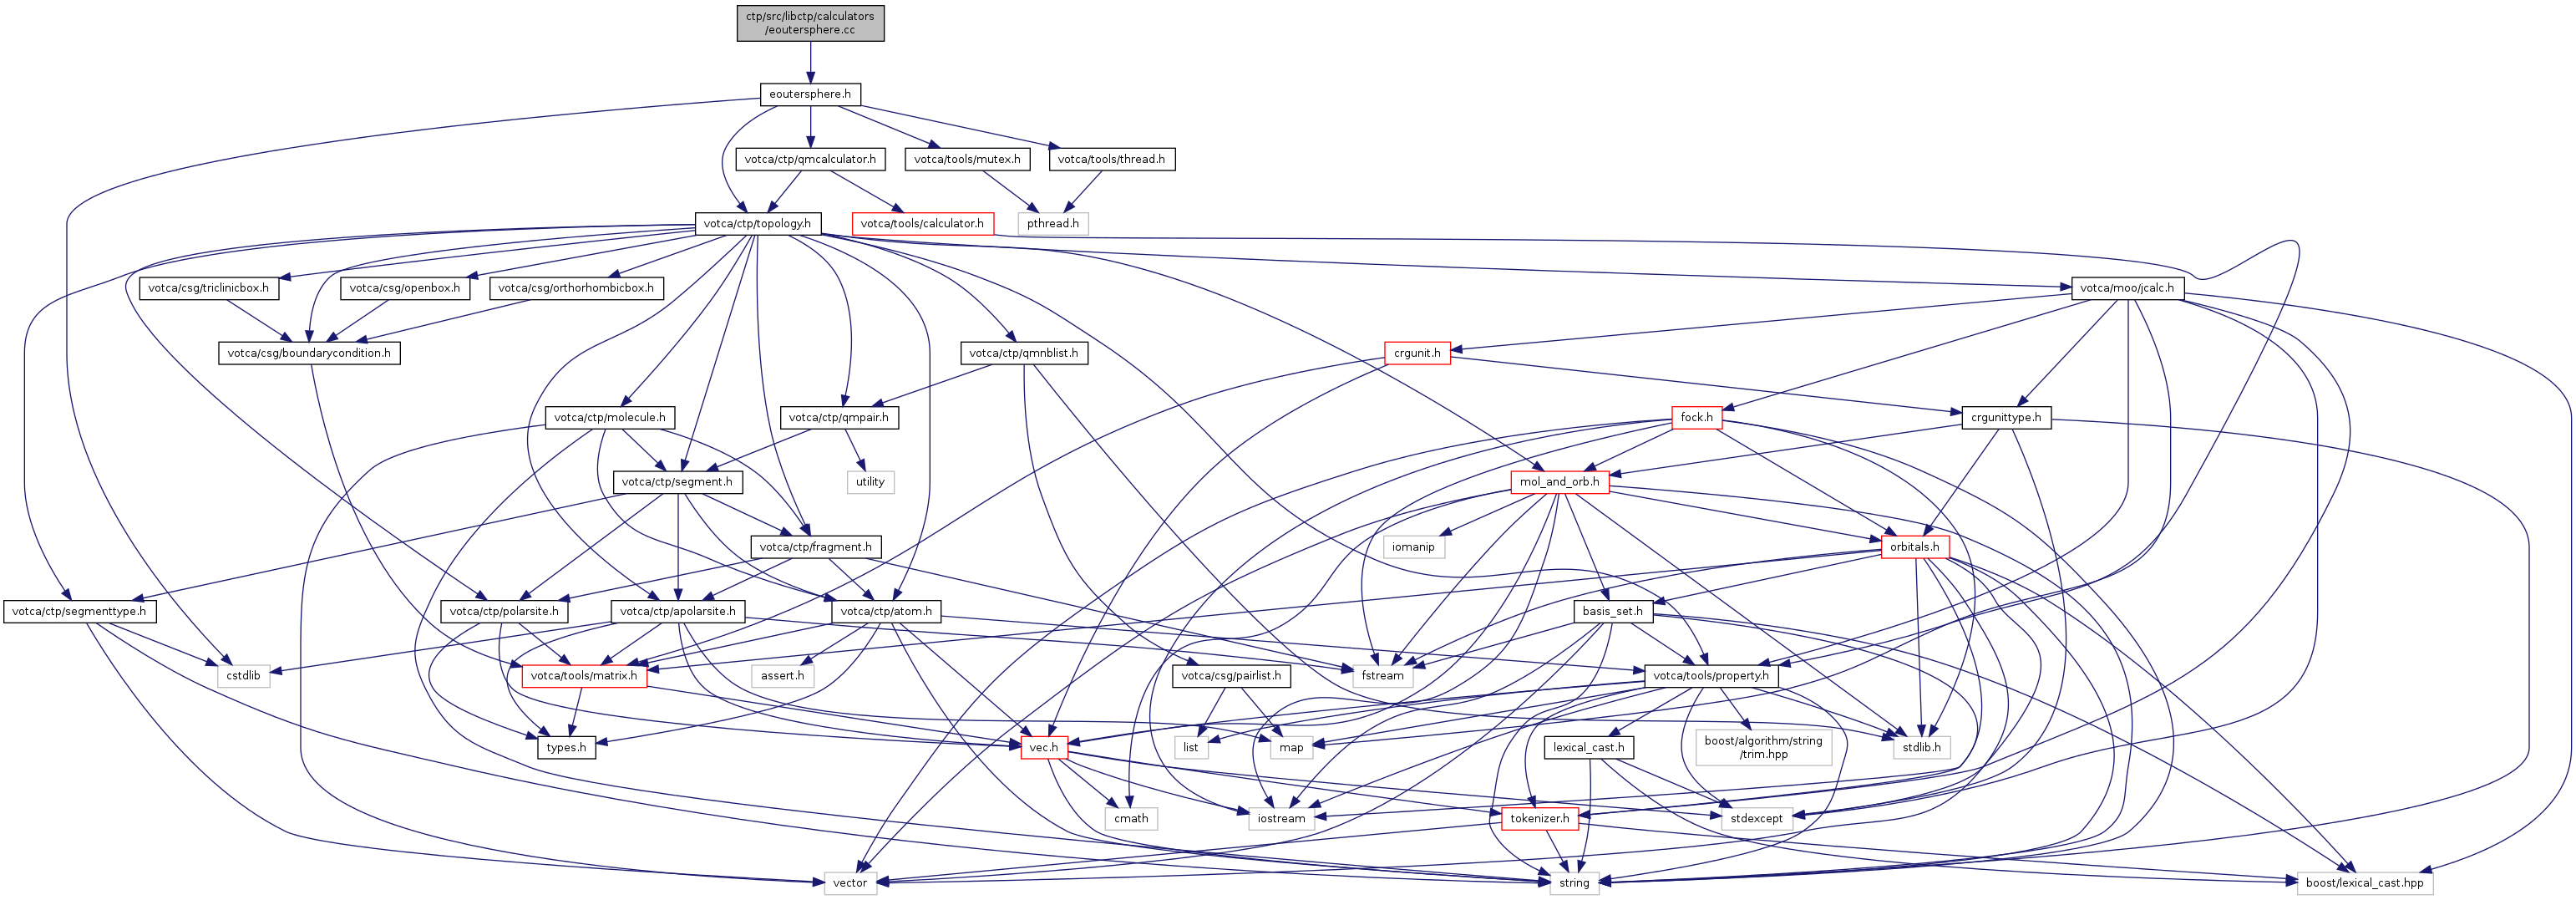 ctp/src/libctp/calculators
/eoutersphere.cc
eoutersphere.h
votca/ctp/qmcalculator.h
votca/tools/mutex.h
votca/tools/thread.h
votca/ctp/topology.h
votca/tools/calculator.h
pthread.h
votca/csg/triclinicbox.h
votca/csg/openbox.h
votca/csg/orthorhombicbox.h
votca/moo/jcalc.h
votca/csg/boundarycondition.h
votca/ctp/qmnblist.h
crgunit.h
votca/ctp/molecule.h
votca/ctp/qmpair.h
fock.h
crgunittype.h
votca/ctp/segment.h
utility
mol_and_orb.h
votca/ctp/fragment.h
iomanip
orbitals.h
votca/ctp/segmenttype.h
votca/ctp/polarsite.h
votca/ctp/apolarsite.h
votca/ctp/atom.h
basis_set.h
cstdlib
votca/tools/matrix.h
assert.h
votca/csg/pairlist.h
fstream
votca/tools/property.h
types.h
vec.h
list
map
lexical_cast.h
boost/algorithm/string
/trim.hpp
stdlib.h
cmath
iostream
tokenizer.h
stdexcept
vector
string
boost/lexical_cast.hpp